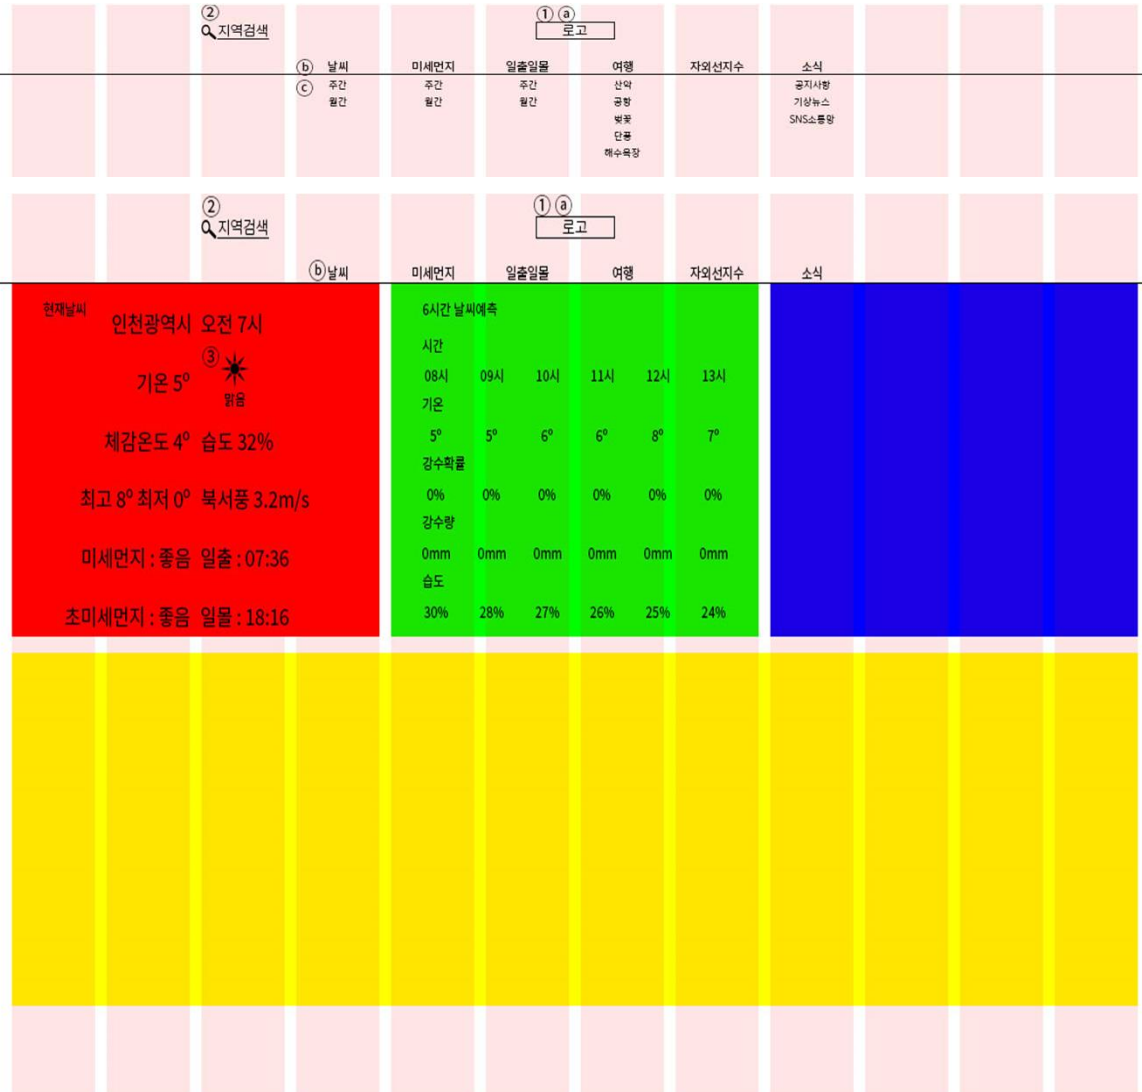 ② ① ⓐ
지역검색 로고
ⓑ 날씨 미세먼지 일출일몰 여행 자외선지수 소식
ⓒ 주간 주간 주간 산악 공지사항
월간 월간 월간 공항 기상뉴스
벚꽃 SNS소통망
단풍
해수욕장
② ① ⓐ
지역검색 로고
ⓑ 날씨 미세먼지 일출일몰 여행 자외선지수 소식
현재날씨
인천광역시 오전 7시
③
기온 5º
맑음
체감온도 4º 습도 32%
최고 8º 최저 0º 북서풍 3.2m/s
미세먼지 : 좋음 일출 : 07:36
초미세먼지 : 좋음 일몰 : 18:16
6시간 날씨예측
시간
08시 09시 10시 11시 12시 13시
기온
5º 5º 6º 6º 8º 7º
강수확률
0% 0% 0% 0% 0% 0%
강수량
0mm 0mm 0mm 0mm 0mm 0mm
습도
30% 28% 27% 26% 25% 24%